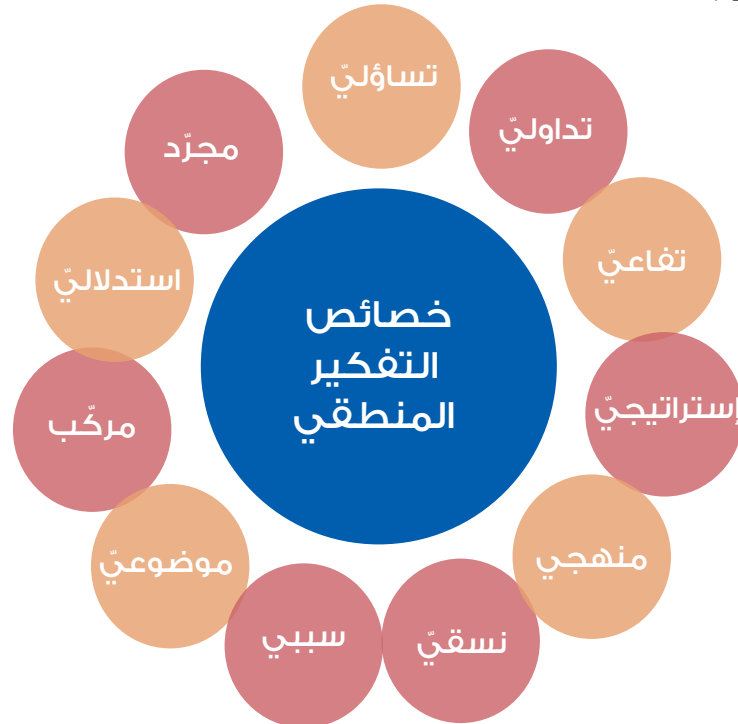 خصائص
التفكير
المنطقي
تساؤليّ
تداوليّ
تفاعيّ
إستراتيجيّ
منهجي
نسقيّ
سببي
موضوعيّ
مركّب
استدلاليّ
مجرّد